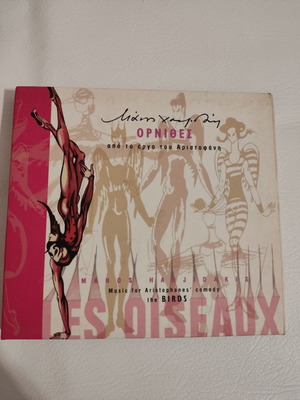 Μάνος Χατζιδάκις
ΟΡΝΙΘΕΣ
από το έργο του Αριστοφάνη
MANOS HADJIDAKIS
Music for Aristophanes' comedy
the BIRDS
LES OISEAUX